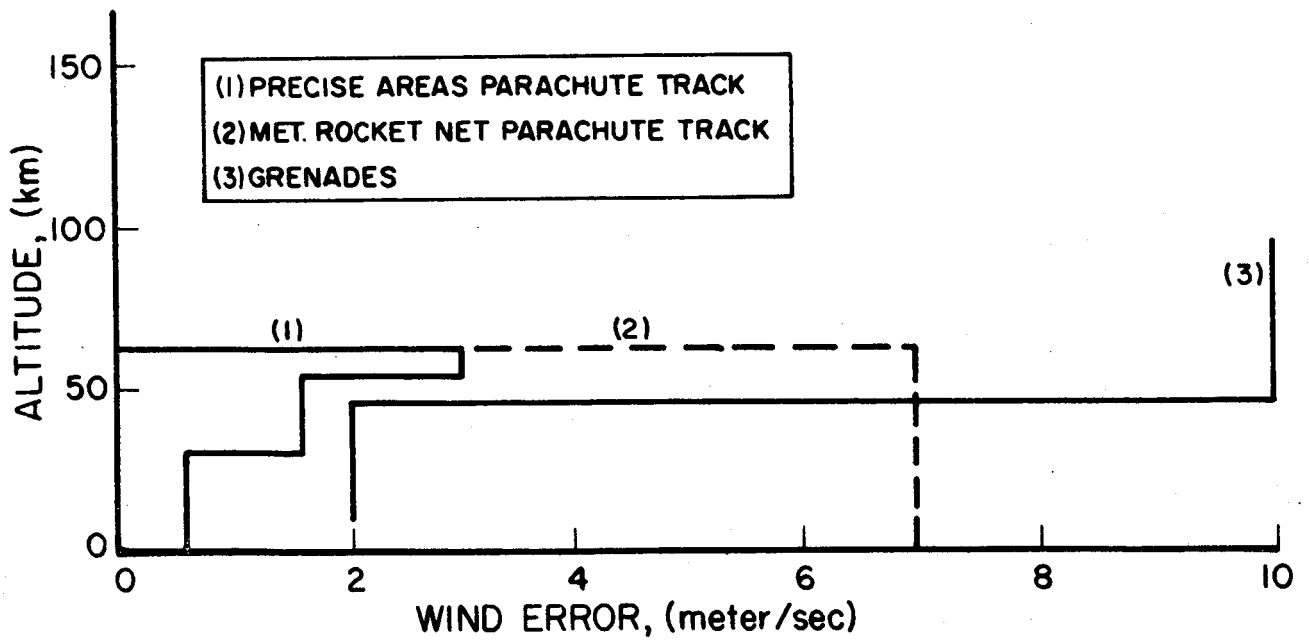 150
(1) PRECISE AREAS PARACHUTE TRACK
(2) MET. ROCKET NET PARACHUTE TRACK
(3) GRENADES
ALTITUDE, (km)
100
(3)
(1)
(2)
50
0
0 2 4 6 8 10
WIND ERROR, (meter/sec)